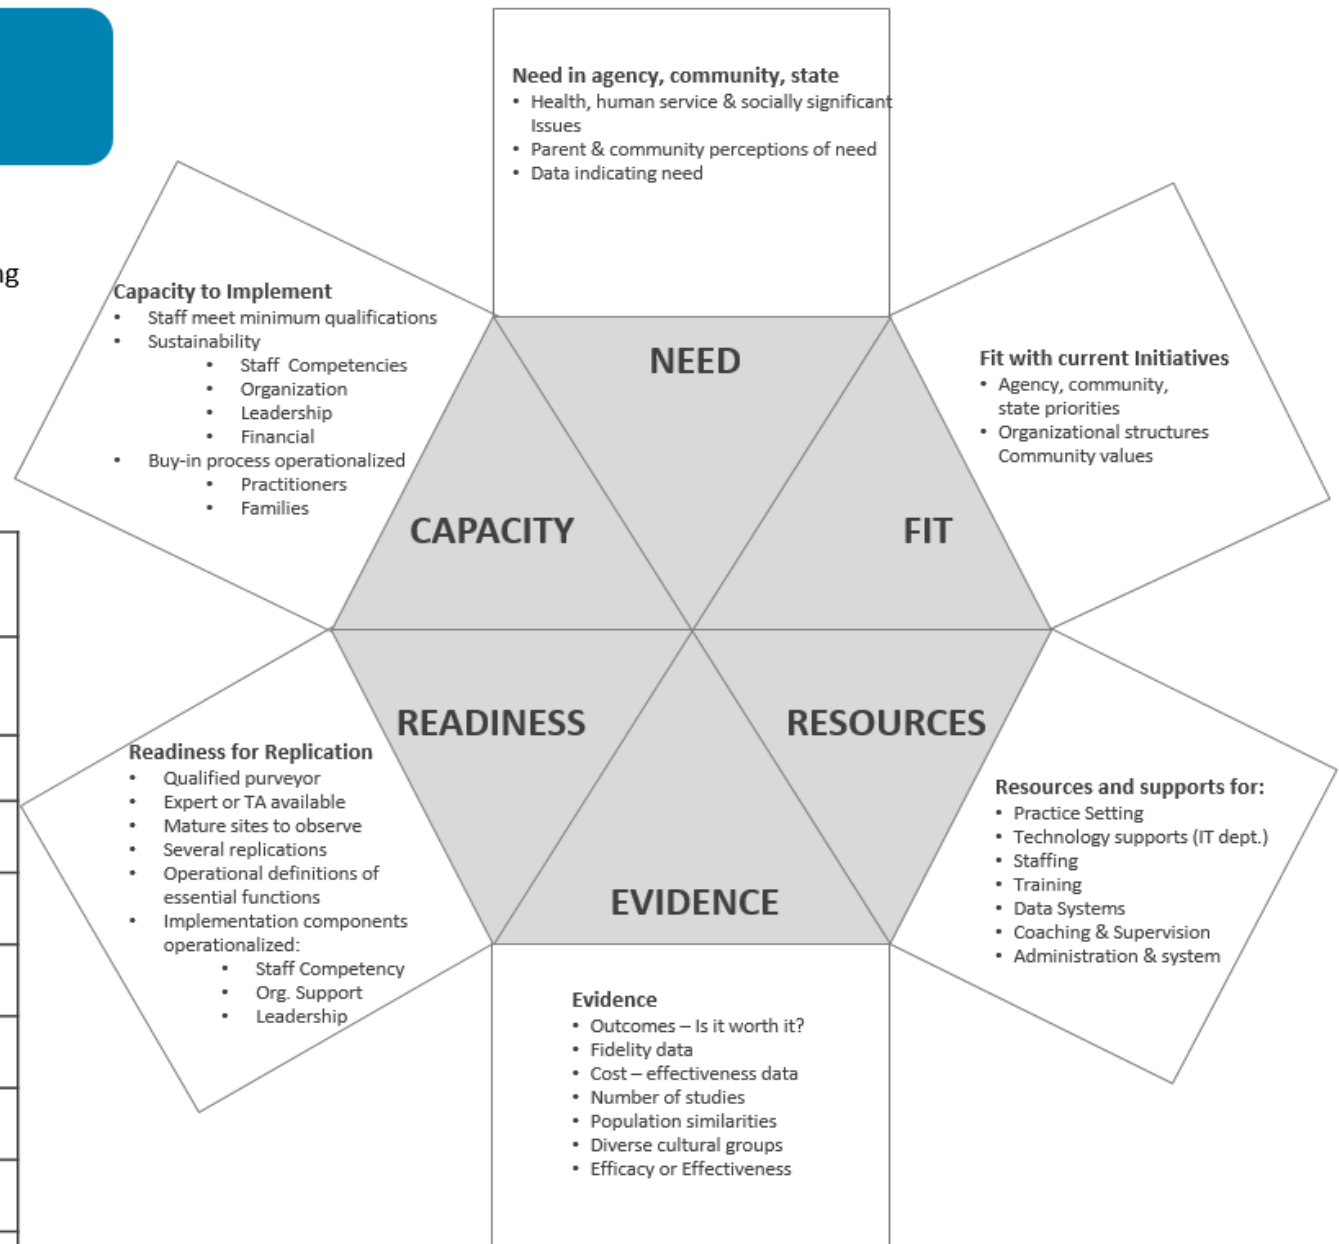 Need in agency, community, state
• Health, human service & socially significant
Issues
• Parent & community perceptions of need
• Data indicating need
ng
Capacity to Implement
• Staff meet minimum qualifications
• Sustainability
• Staff Competencies
• Organization
• Leadership
• Financial
• Buy-in process operationalized
• Practitioners
• Families
NEED
Fit with current Initiatives
• Agency, community,
state priorities
• Organizational structures
Community values
CAPACITY
FIT
READINESS
RESOURCES
Readiness for Replication
• Qualified purveyor
• Expert or TA available
• Mature sites to observe
• Several replications
• Operational definitions of
essential functions
• Implementation components
operationalized:
• Staff Competency
• Org. Support
• Leadership
Resources and supports for:
• Practice Setting
• Technology supports (IT dept.)
• Staffing
• Training
• Data Systems
• Coaching & Supervision
• Administration & system
EVIDENCE
Evidence
• Outcomes – Is it worth it?
• Fidelity data
• Cost – effectiveness data
• Number of studies
• Population similarities
• Diverse cultural groups
• Efficacy or Effectiveness